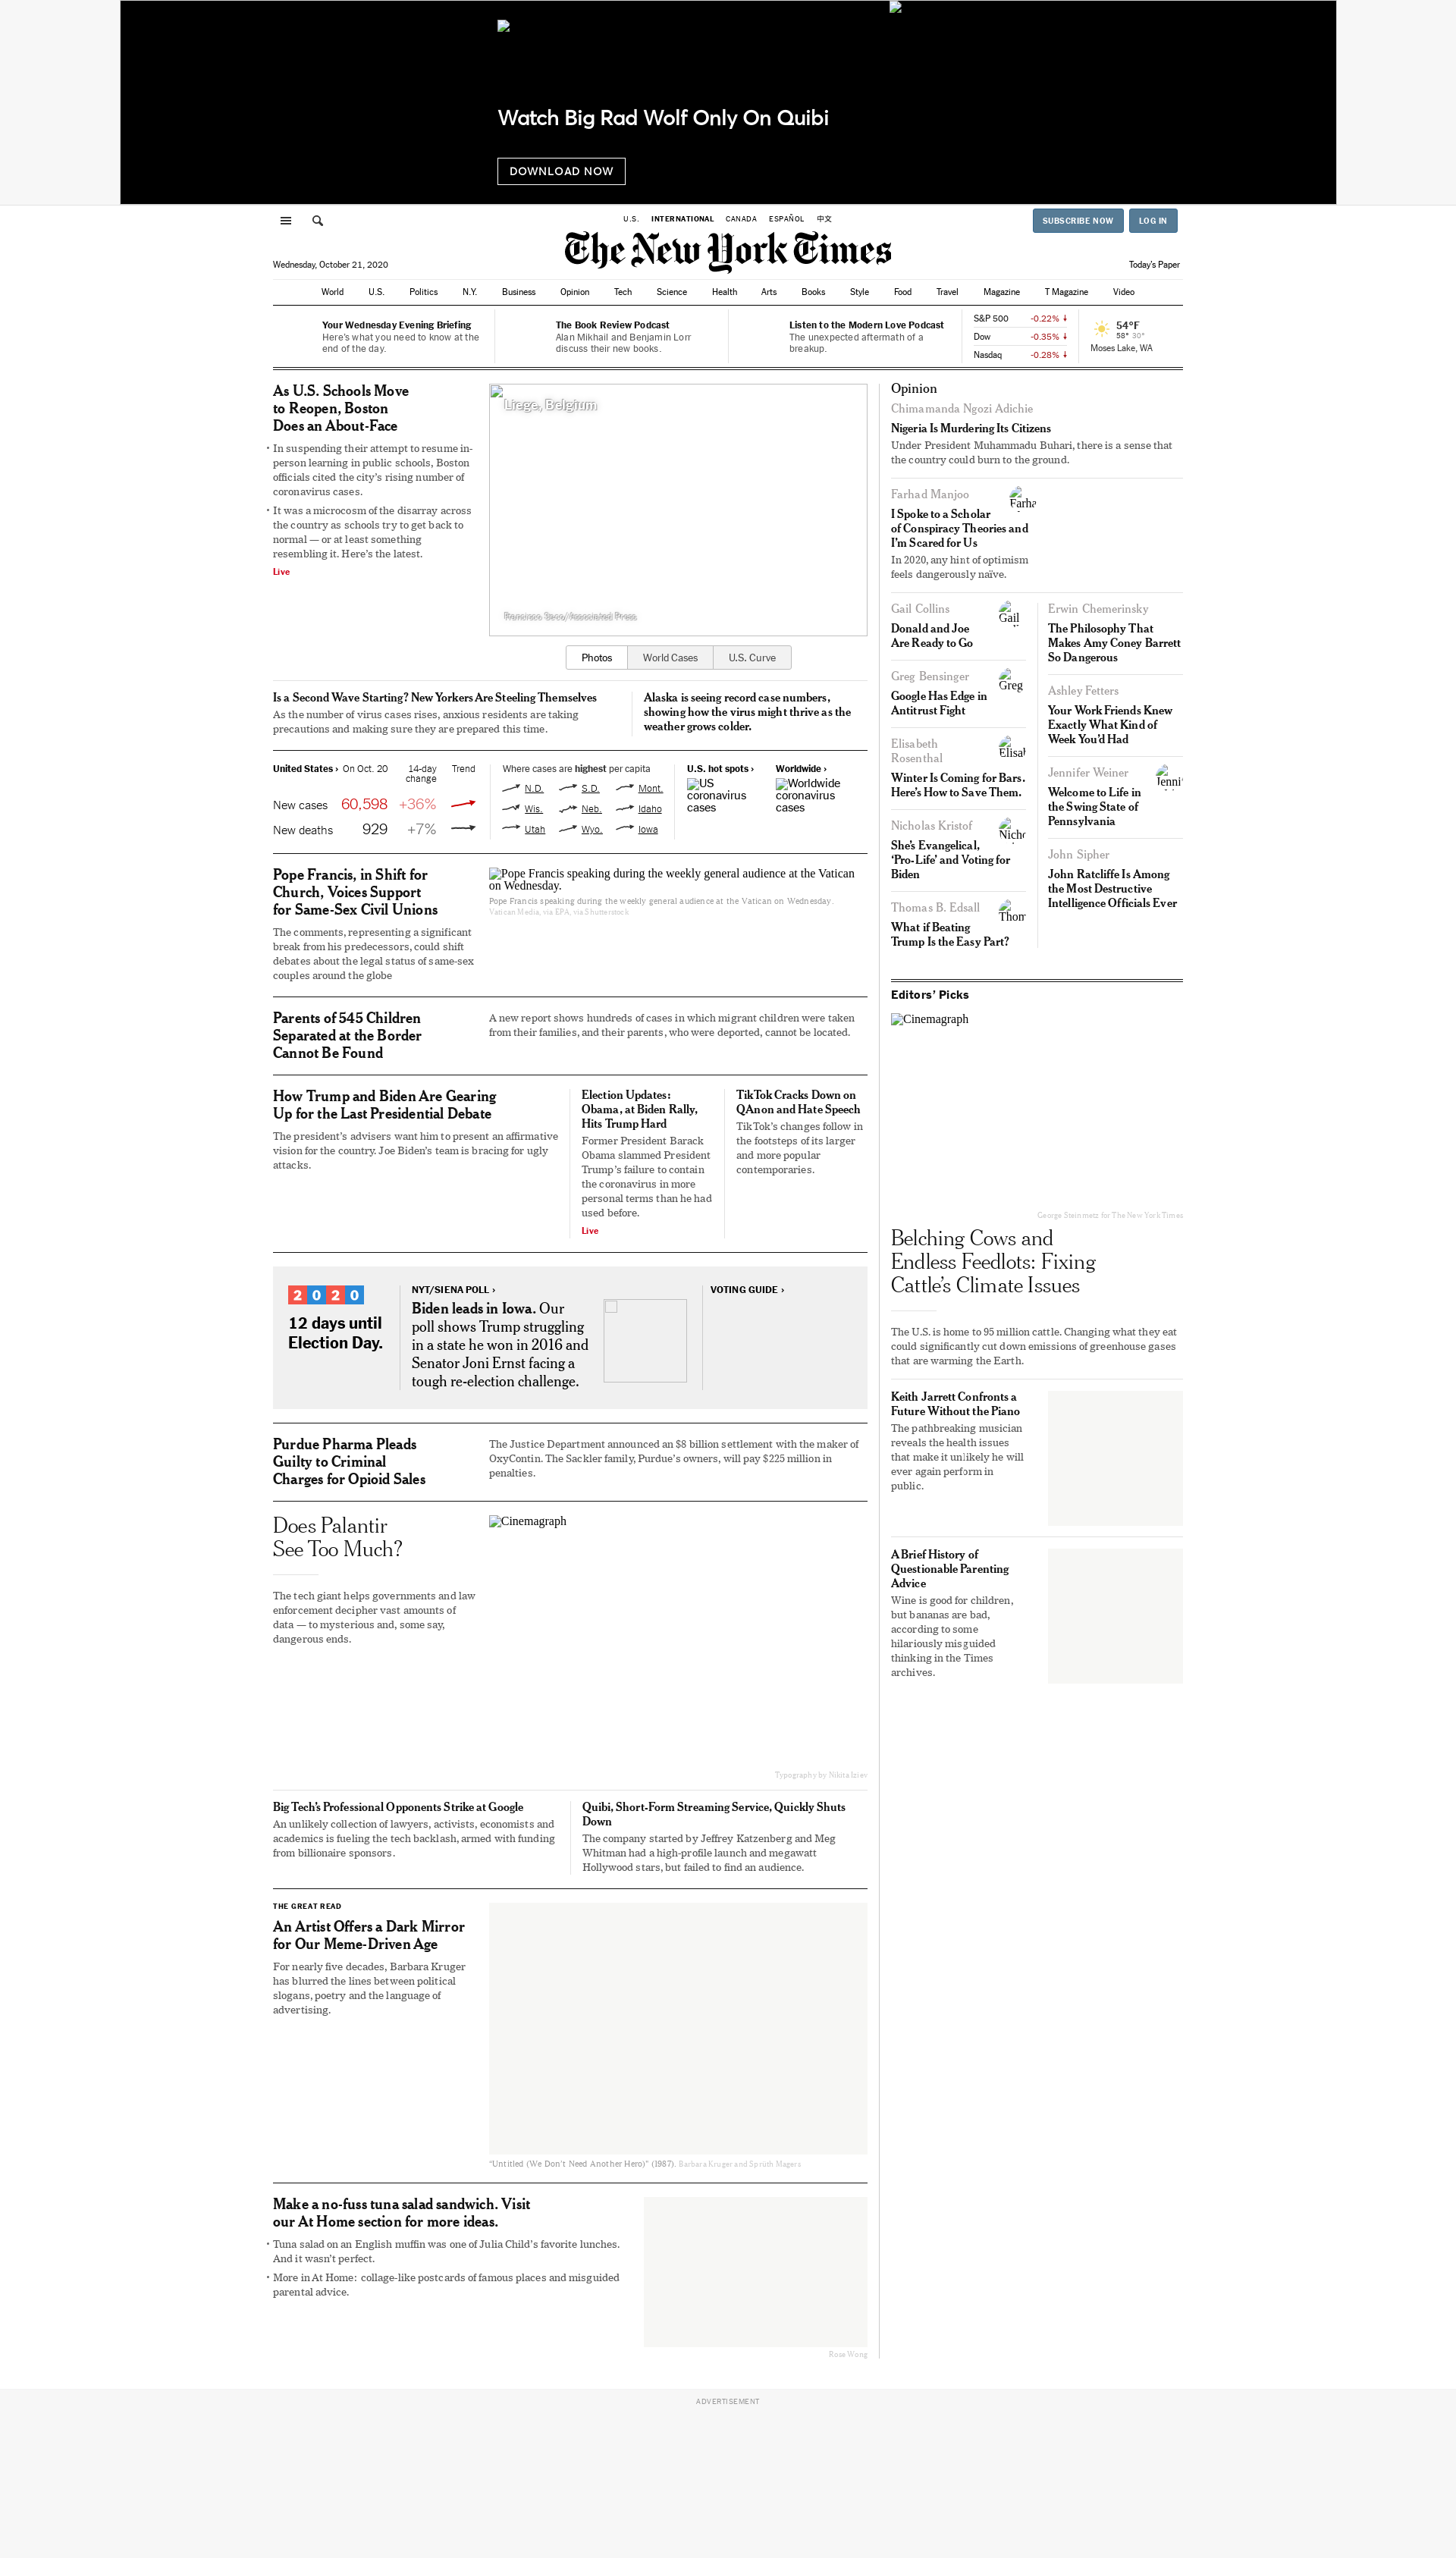 Watch Big Rad Wolf Only On Quibi
DOWNLOAD NOW
U.S.
INTERNATIONAL
CANADA
ESPAÑOL
中文
SUBSCRIBE NOW
LOG IN
The New York Times
Wednesday, October 21, 2020
Today's Paper
World
U.S.
Politics
N.Y.
Business
Opinion
Tech
Science
Health
Arts
Books
Style
Food
Travel
Magazine
T Magazine
Video
Your Wednesday Evening Briefing
Here's what you need to know at the
end of the day.
The Book Review Podcast
Alan Mikhail and Benjamin Lorr
discuss their new books.
Listen to the Modern Love Podcast
The unexpected aftermath of a
breakup.
S&P 500 -0.22%
Dow -0.35%
Nasdaq -0.28%
54°F
58° 30°
Moses Lake, WA
As U.S. Schools Move
to Reopen, Boston
Does an About-Face
• In suspending their attempt to resume in-
person learning in public schools, Boston
officials cited the city's rising number of
coronavirus cases.
• It was a microcosm of the disarray across
the country as schools try to get back to
normal — or at least something
resembling it. Here's the latest.
Live
Liege, Belgium
Francisco Seco/Associated Press
Photos
World Cases
U.S. Curve
Is a Second Wave Starting? New Yorkers Are Steeling Themselves
As the number of virus cases rises, anxious residents are taking
precautions and making sure they are prepared this time.
Alaska is seeing record case numbers,
showing how the virus might thrive as the
weather grows colder.
United States › On Oct. 20 14-day
change Trend
New cases 60,598 +36%
New deaths 929 +7%
Where cases are highest per capita
N.D. S.D. Mont.
Wis. Neb. Idaho
Utah Wyo. Iowa
U.S. hot spots ›
US
coronavirus
cases
Worldwide ›
Worldwide
coronavirus
cases
Pope Francis, in Shift for
Church, Voices Support
for Same-Sex Civil Unions
The comments, representing a significant
break from his predecessors, could shift
debates about the legal status of same-sex
couples around the globe
Pope Francis speaking during the weekly general audience at the Vatican
on Wednesday.
Pope Francis speaking during the weekly general audience at the Vatican on Wednesday.
Vatican Media, via EPA, via Shutterstock
Parents of 545 Children
Separated at the Border
Cannot Be Found
A new report shows hundreds of cases in which migrant children were taken
from their families, and their parents, who were deported, cannot be located.
How Trump and Biden Are Gearing
Up for the Last Presidential Debate
The president's advisers want him to present an affirmative
vision for the country. Joe Biden's team is bracing for ugly
attacks.
Election Updates:
Obama, at Biden Rally,
Hits Trump Hard
Former President Barack
Obama slammed President
Trump's failure to contain
the coronavirus in more
personal terms than he had
used before.
Live
TikTok Cracks Down on
QAnon and Hate Speech
TikTok's changes follow in
the footsteps of its larger
and more popular
contemporaries.
2020
12 days until
Election Day.
NYT/SIENA POLL ›
Biden leads in Iowa. Our
poll shows Trump struggling
in a state he won in 2016 and
Senator Joni Ernst facing a
tough re-election challenge.
VOTING GUIDE ›
Purdue Pharma Pleads
Guilty to Criminal
Charges for Opioid Sales
The Justice Department announced an $8 billion settlement with the maker of
OxyContin. The Sackler family, Purdue's owners, will pay $225 million in
penalties.
Does Palantir
See Too Much?
The tech giant helps governments and law
enforcement decipher vast amounts of
data — to mysterious and, some say,
dangerous ends.
Cinemagraph
Typography by Nikita Iziev
Big Tech's Professional Opponents Strike at Google
An unlikely collection of lawyers, activists, economists and
academics is fueling the tech backlash, armed with funding
from billionaire sponsors.
Quibi, Short-Form Streaming Service, Quickly Shuts
Down
The company started by Jeffrey Katzenberg and Meg
Whitman had a high-profile launch and megawatt
Hollywood stars, but failed to find an audience.
THE GREAT READ
An Artist Offers a Dark Mirror
for Our Meme-Driven Age
For nearly five decades, Barbara Kruger
has blurred the lines between political
slogans, poetry and the language of
advertising.
"Untitled (We Don't Need Another Hero)" (1987). Barbara Kruger and Sprüth Magers
Make a no-fuss tuna salad sandwich. Visit
our At Home section for more ideas.
• Tuna salad on an English muffin was one of Julia Child's favorite lunches.
And it wasn't perfect.
• More in At Home: collage-like postcards of famous places and misguided
parental advice.
Rose Wong
Opinion
Chimamanda Ngozi Adichie
Nigeria Is Murdering Its Citizens
Under President Muhammadu Buhari, there is a sense that
the country could burn to the ground.
Farhad Manjoo
Farha
I Spoke to a Scholar
of Conspiracy Theories and
I'm Scared for Us
In 2020, any hint of optimism
feels dangerously naïve.
Gail Collins
Gail
Donald and Joe
Are Ready to Go
Greg Bensinger
Greg
Google Has Edge in
Antitrust Fight
Elisabeth
Rosenthal
Elisab
Winter Is Coming for Bars.
Here's How to Save Them.
Nicholas Kristof
Nicho
She's Evangelical,
'Pro-Life' and Voting for
Biden
Thomas B. Edsall
Thom
What if Beating
Trump Is the Easy Part?
Erwin Chemerinsky
The Philosophy That
Makes Amy Coney Barrett
So Dangerous
Ashley Fetters
Your Work Friends Knew
Exactly What Kind of
Week You'd Had
Jennifer Weiner
Jenni
Welcome to Life in
the Swing State of
Pennsylvania
John Sipher
John Ratcliffe Is Among
the Most Destructive
Intelligence Officials Ever
Editors' Picks
Cinemagraph
George Steinmetz for The New York Times
Belching Cows and
Endless Feedlots: Fixing
Cattle's Climate Issues
The U.S. is home to 95 million cattle. Changing what they eat
could significantly cut down emissions of greenhouse gases
that are warming the Earth.
Keith Jarrett Confronts a
Future Without the Piano
The pathbreaking musician
reveals the health issues
that make it unlikely he will
ever again perform in
public.
A Brief History of
Questionable Parenting
Advice
Wine is good for children,
but bananas are bad,
according to some
hilariously misguided
thinking in the Times
archives.
ADVERTISEMENT